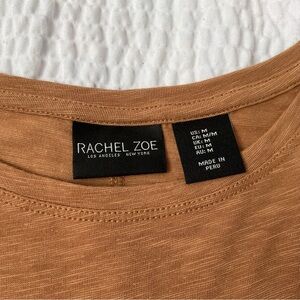 RACHEL ZOE
LOS ANGELES NEW YORK
US: M
CA: M/M
UK: M
EU: M
AU: M
MADE IN
PERU